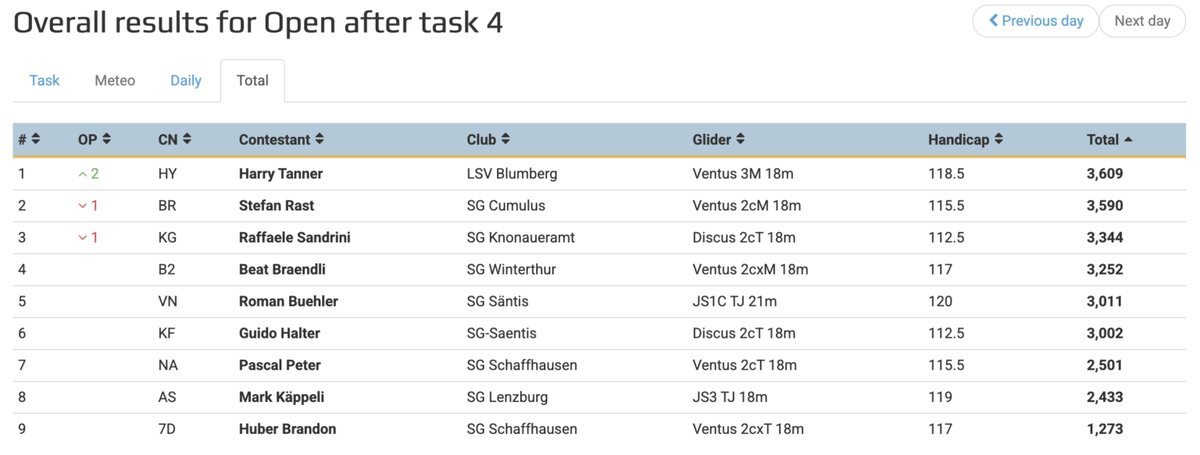 Overall results for Open after task 4
Previous day Next day
Task Meteo Daily Total
# OP CN Contestant Club Glider Handicap Total
1 2 HY Harry Tanner LSV Blumberg Ventus 3M 18m 118.5 3,609
2 1 BR Stefan Rast SG Cumulus Ventus 2cM 18m 115.5 3,590
3 1 KG Raffaele Sandrini SG Knonaueramt Discus 2cT 18m 112.5 3,344
4 B2 Beat Braendli SG Winterthur Ventus 2cxM 18m 117 3,252
5 VN Roman Buehler SG Säntis JS1C TJ 21m 120 3,011
6 KF Guido Halter SG-Saentis Discus 2cT 18m 112.5 3,002
7 NA Pascal Peter SG Schaffhausen Ventus 2cT 18m 115.5 2,501
8 AS Mark Käppeli SG Lenzburg JS3 TJ 18m 119 2,433
9 7D Huber Brandon SG Schaffhausen Ventus 2cxT 18m 117 1,273